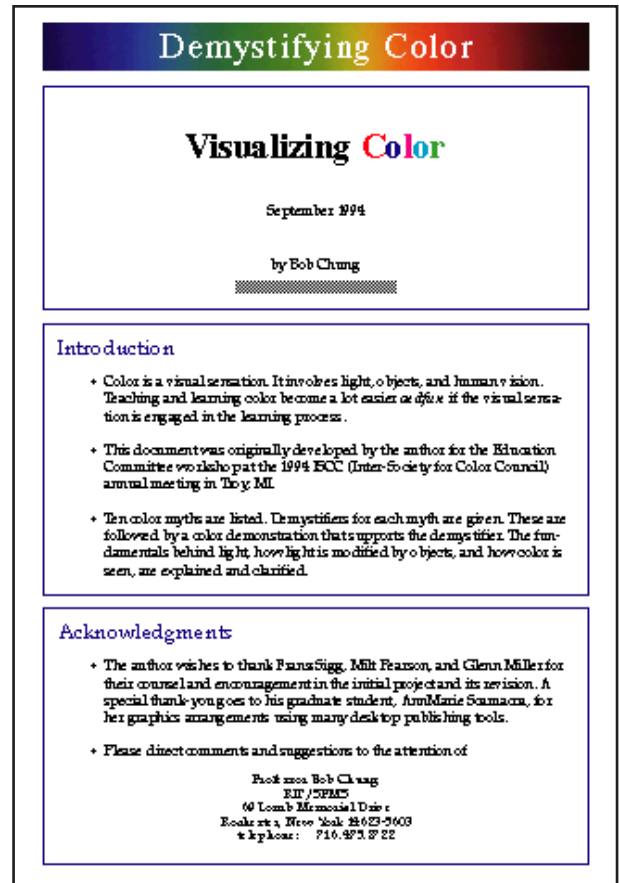 Demystifying Color
Visualizing Color
September 1994
by Bob Chung
Introduction
• Color is a visual sensation. It involves light, objects, and human vision.
Teaching and learning color become a lot easier if the visual sensa-
tion is engaged in the learning process.
• This document was originally developed by the author for the Education
Committee workshop at the 1994 ISCC (Inter-Society for Color Council)
annual meeting in Troy, MI.
• Ten color myths are listed. Demystifiers for each myth are given. These are
followed by a color demonstration that supports the demystifier. The fun-
damentals behind light, how light is modified by objects, and how color is
seen, are explained and clarified.
Acknowledgments
• The author wishes to thank Franz Sigg, Milt Pearson, and Glenn Miller for
their counsel and encouragement in the initial project and its revision. A
special thank-you goes to his graduate student, AnnMarie Scamacca, for
her graphics arrangements using many desktop publishing tools.
• Please direct comments and suggestions to the attention of
Professor Bob Chung
RIT/SPMS
69 Lomb Memorial Drive
Rochester, New York 14623-5603
telephone: 716.475.2722